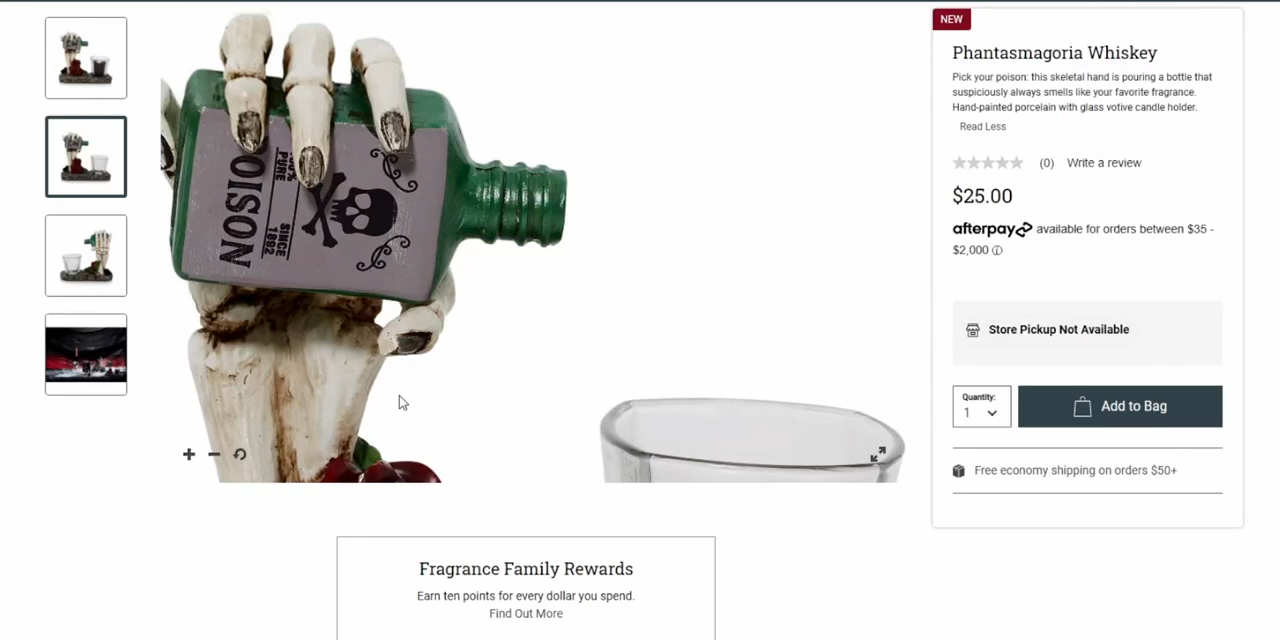 OISON
100%
PURE
SINCE
1892
NEW
Phantasmagoria Whiskey
Pick your poison: this skeletal hand is pouring a bottle that
suspiciously always smells like your favorite fragrance.
Hand-painted porcelain with glass votive candle holder.
Read Less
(0) Write a review
$25.00
afterpay available for orders between $35 -
$2,000
Store Pickup Not Available
Quantity:
1
Add to Bag
Free economy shipping on orders $50+
Fragrance Family Rewards
Earn ten points for every dollar you spend.
Find Out More